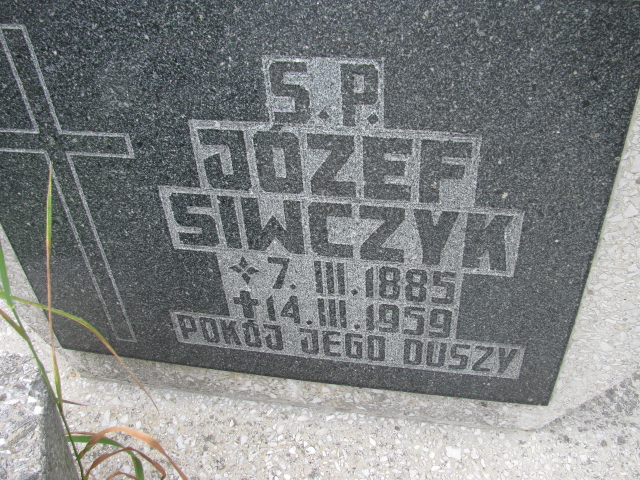 S.P.
JÓZEF
SIWCZYK
7. III. 1885
14. III. 1959
POKÓJ JEGO DUSZY